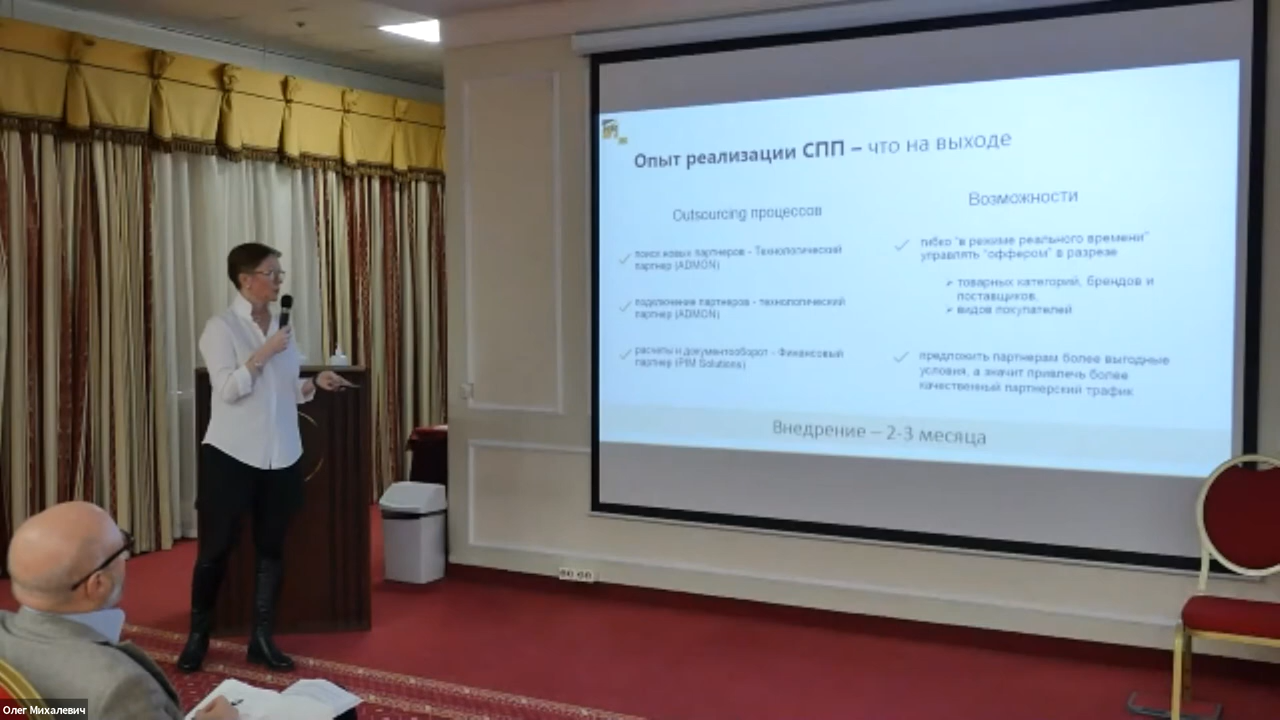 Опыт реализации СПП – что на выходе
Outsourcing процессов
поиск новых партнеров - Технологический
партнер (ADMON)
подключение партнеров - технологический
партнер (ADMON)
расчеты и документооборот - Финансовый
партнер (PIM Solutions)
Возможности
гибко "в режиме реального времени"
управлять "оффером" в разрезе
товарных категорий, брендов и
поставщиков,
видов покупателей
предложить партнерам более выгодные
условия, а значит привлечь более
качественный партнерский трафик
Внедрение – 2-3 месяца
Олег Михалевич